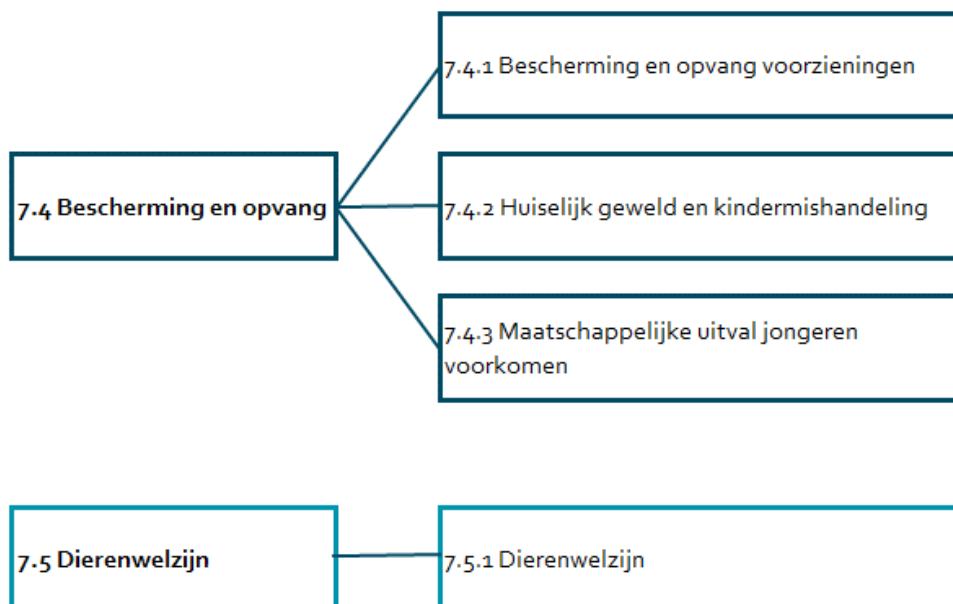 7.4.1 Bescherming en opvang voorzieningen
7.4 Bescherming en opvang
7.4.2 Huiselijk geweld en kindermishandeling
7.4.3 Maatschappelijke uitval jongeren
voorkomen
7.5 Dierenwelzijn
7.5.1 Dierenwelzijn